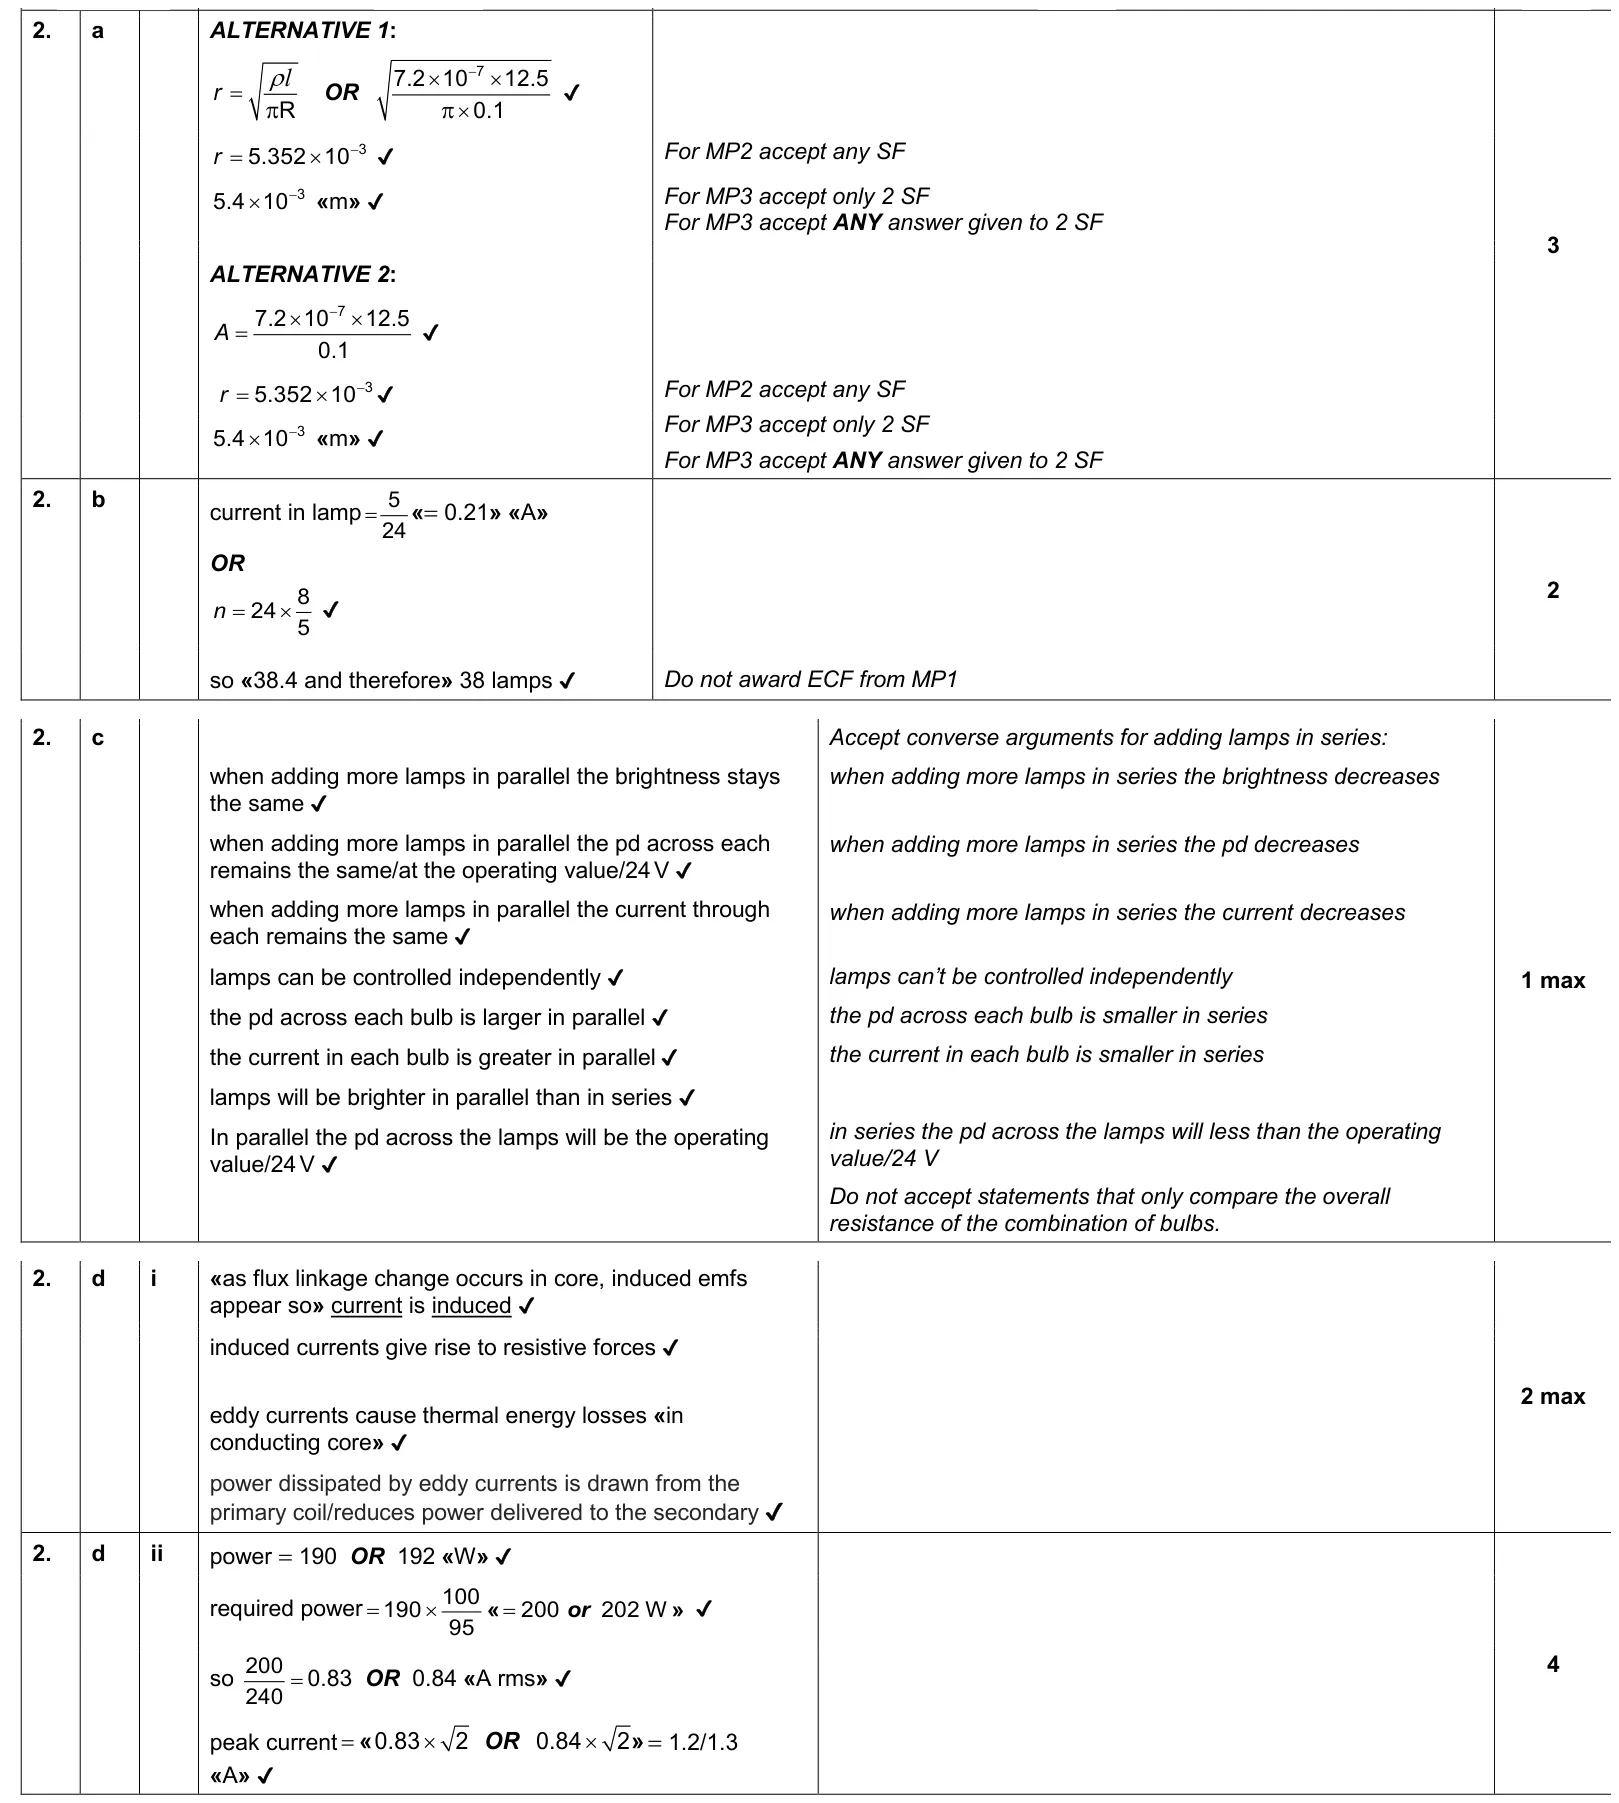 2. a ALTERNATIVE 1:
r = √(ρl / πR) OR √(7.2×10⁻⁷ ×12.5 / π×0.1) ✓
r = 5.352×10⁻³ ✓ For MP2 accept any SF
5.4×10⁻³ «m» ✓ For MP3 accept only 2 SF
For MP3 accept ANY answer given to 2 SF
3
ALTERNATIVE 2:
A = 7.2×10⁻⁷ ×12.5 / 0.1 ✓
r = 5.352×10⁻³ ✓ For MP2 accept any SF
5.4×10⁻³ «m» ✓ For MP3 accept only 2 SF
For MP3 accept ANY answer given to 2 SF
2. b current in lamp = 5/24 «= 0.21» «A»
OR
n = 24 × 8/5 ✓
2
so «38.4 and therefore» 38 lamps ✓ Do not award ECF from MP1
2. c Accept converse arguments for adding lamps in series:
when adding more lamps in parallel the brightness stays
the same ✓
when adding more lamps in series the brightness decreases
when adding more lamps in parallel the pd across each
remains the same/at the operating value/24 V ✓
when adding more lamps in series the pd decreases
when adding more lamps in parallel the current through
each remains the same ✓
when adding more lamps in series the current decreases
lamps can be controlled independently ✓ lamps can't be controlled independently
1 max
the pd across each bulb is larger in parallel ✓ the pd across each bulb is smaller in series
the current in each bulb is greater in parallel ✓ the current in each bulb is smaller in series
lamps will be brighter in parallel than in series ✓
In parallel the pd across the lamps will be the operating
value/24 V ✓
in series the pd across the lamps will less than the operating
value/24 V
Do not accept statements that only compare the overall
resistance of the combination of bulbs.
2. d i «as flux linkage change occurs in core, induced emfs
appear so» current is induced ✓
induced currents give rise to resistive forces ✓
2 max
eddy currents cause thermal energy losses «in
conducting core» ✓
power dissipated by eddy currents is drawn from the
primary coil/reduces power delivered to the secondary ✓
2. d ii power = 190 OR 192 «W» ✓
required power = 190 × 100/95 «= 200 or 202 W » ✓
so 200/240 = 0.83 OR 0.84 «A rms» ✓
4
peak current = «0.83 × √2 OR 0.84 × √2» = 1.2/1.3
«A» ✓